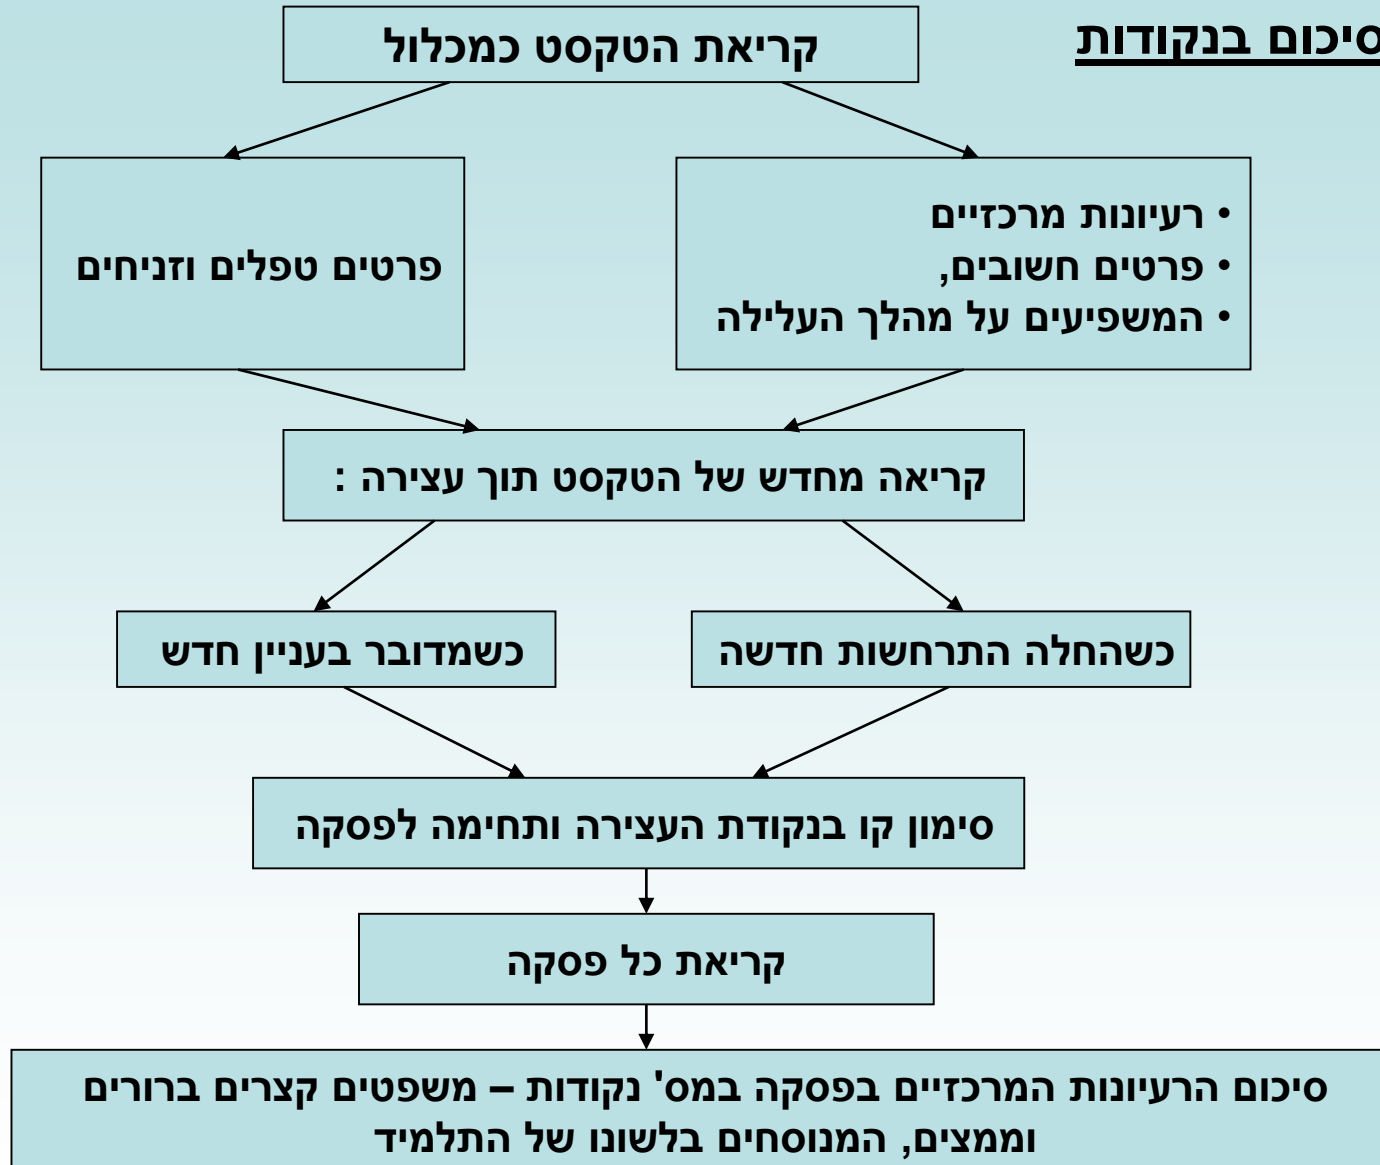 סיכום בנקודות
קריאת הטקסט כמכלול
• רעיונות מרכזיים
• פרטים חשובים,
• המשפיעים על מהלך העלילה
פרטים טפלים וזניחים
קריאה מחדש של הטקסט תוך עצירה :
כשהחלה התרחשות חדשה
כשמדובר בעניין חדש
סימון קו בנקודת העצירה ותחימה לפסקה
קריאת כל פסקה
סיכום הרעיונות המרכזיים בפסקה במס' נקודות – משפטים קצרים ברורים
וממצים, המנוסחים בלשונו של התלמיד